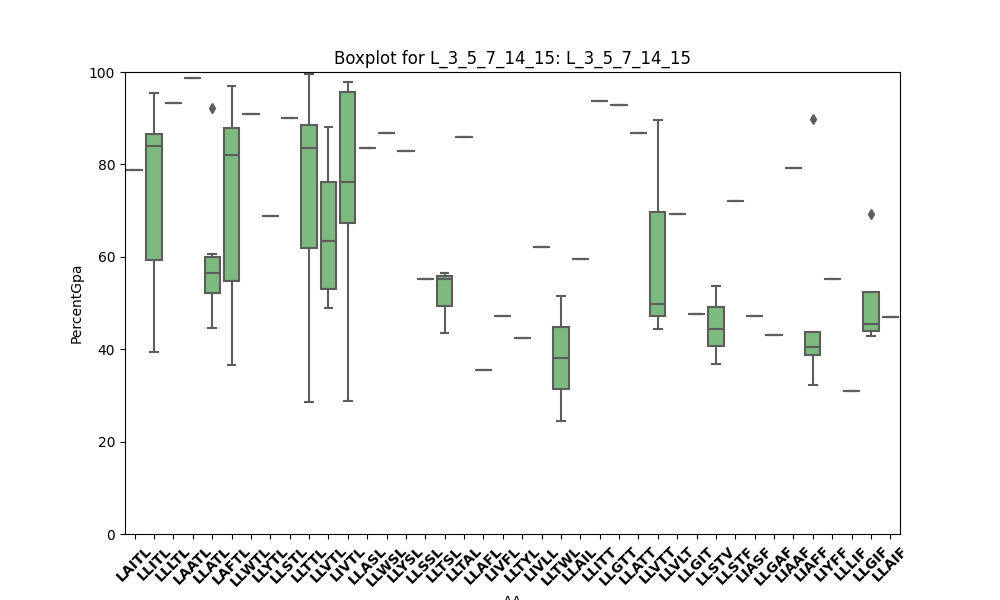 Boxplot for L_3_5_7_14_15: L_3_5_7_14_15
PercentGpa
100
80
60
40
20
0
LAITL
LLITL
LLLTL
LAATL
LLATL
LAFTL
LLWTL
LLYTL
LLSTL
LLTTL
LLVTL
LIVTL
LLASL
LLWSL
LLYSL
LLSSL
LLTSL
LLTAL
LLAFL
LIVFL
LLTYL
LIVLL
LLTWL
LLAIL
LLITT
LLGTT
LLATT
LLVTT
LLVLT
LLGIT
LLSTV
LLSTF
LIASF
LLGAF
LIAAF
LIAFF
LIYFF
LLLIF
LLGIF
LLAIF